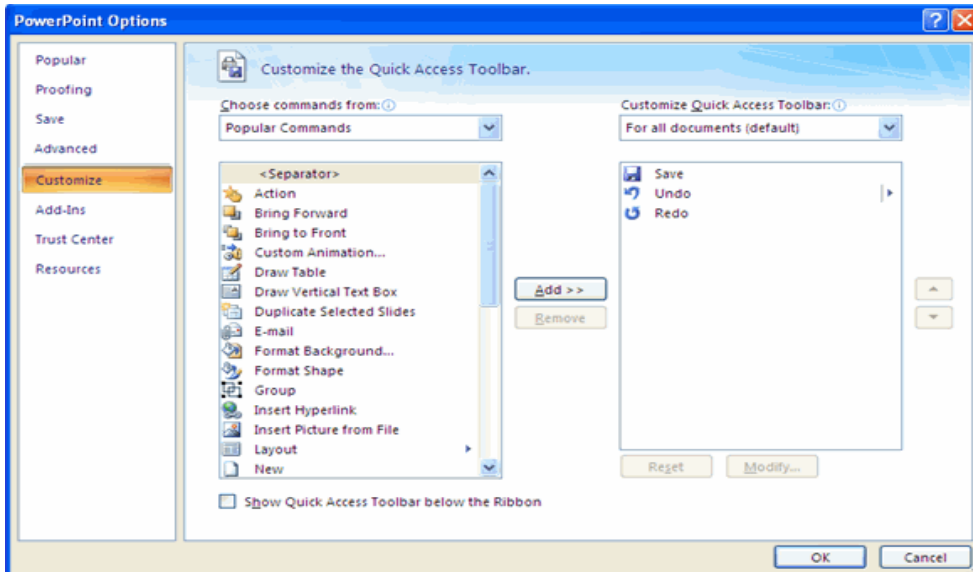 PowerPoint Options
Popular
Proofing
Save
Advanced
Customize
Add-Ins
Trust Center
Resources
Customize the Quick Access Toolbar.
Choose commands from:
Popular Commands
<Separator>
Action
Bring Forward
Bring to Front
Custom Animation...
Draw Table
Draw Vertical Text Box
Duplicate Selected Slides
E-mail
Format Background...
Format Shape
Group
Insert Hyperlink
Insert Picture from File
Layout
New
Show Quick Access Toolbar below the Ribbon
Add >>
Remove
Customize Quick Access Toolbar:
For all documents (default)
Save
Undo
Redo
Reset
Modify...
OK
Cancel